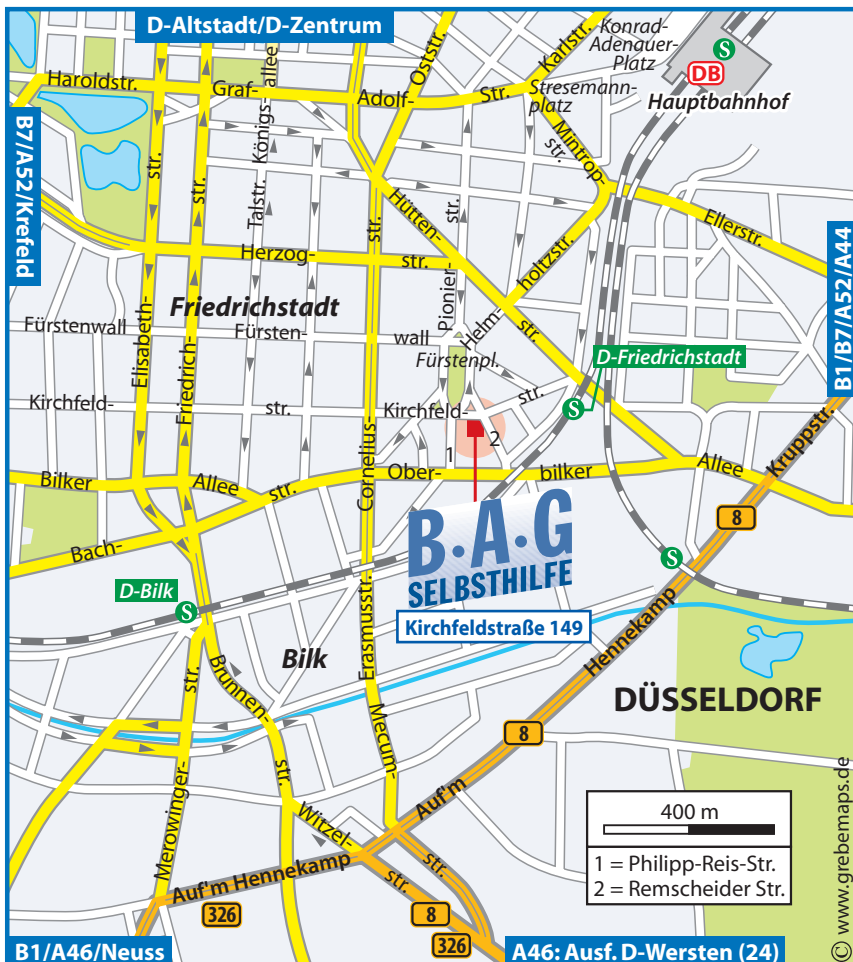 D-Altstadt/D-Zentrum
Konrad-
Adenauer-
Platz
S
DB
Hauptbahnhof
Stresemann-
platz
Karlstr.
Oststr.
Königs-
allee
Haroldstr.
Graf-
Adolf-
Str.
Mintrop-
str.
B7/A52/Krefeld
str.
str.
Talstr.
str.
Hütten-
str.
holtzstr.
Ellerstr.
B1/B7/A52/A44
Herzog-
str.
Friedrichstadt
Pionier-
Helm-
str.
Fürstenwall
Fürsten-
wall
Fürstenpl.
D-Friedrichstadt
S
Elisabeth-
Friedrich-
Kirchfeld-
str.
Kirchfeld-
str.
1
2
Cornelius-
Bilker
Allee
str.
Ober-
bilker
Allee
Kruppstr.
8
Bach-
B·A·G
SELBSTHILFE
Kirchfeldstraße 149
S
D-Bilk
S
Bilk
Erasmusstr.
Hennekamp
DÜSSELDORF
str.
Brunnen-
str.
Mecum-
8
Merowinger-
Witzel-
str.
str.
Auf'm
Auf'm Hennekamp
326
8
326
400 m
1 = Philipp-Reis-Str.
2 = Remscheider Str.
B1/A46/Neuss
A46: Ausf. D-Wersten (24)
© www.grebemaps.de